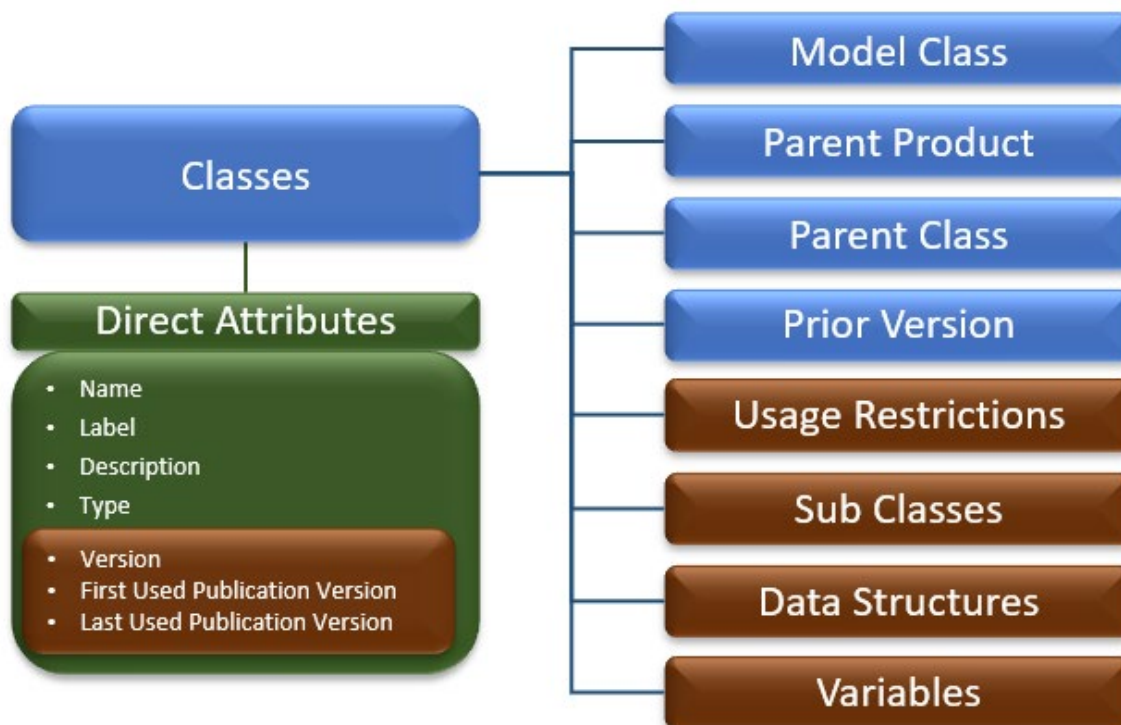 Classes
Direct Attributes
• Name
• Label
• Description
• Type
• Version
• First Used Publication Version
• Last Used Publication Version
Model Class
Parent Product
Parent Class
Prior Version
Usage Restrictions
Sub Classes
Data Structures
Variables